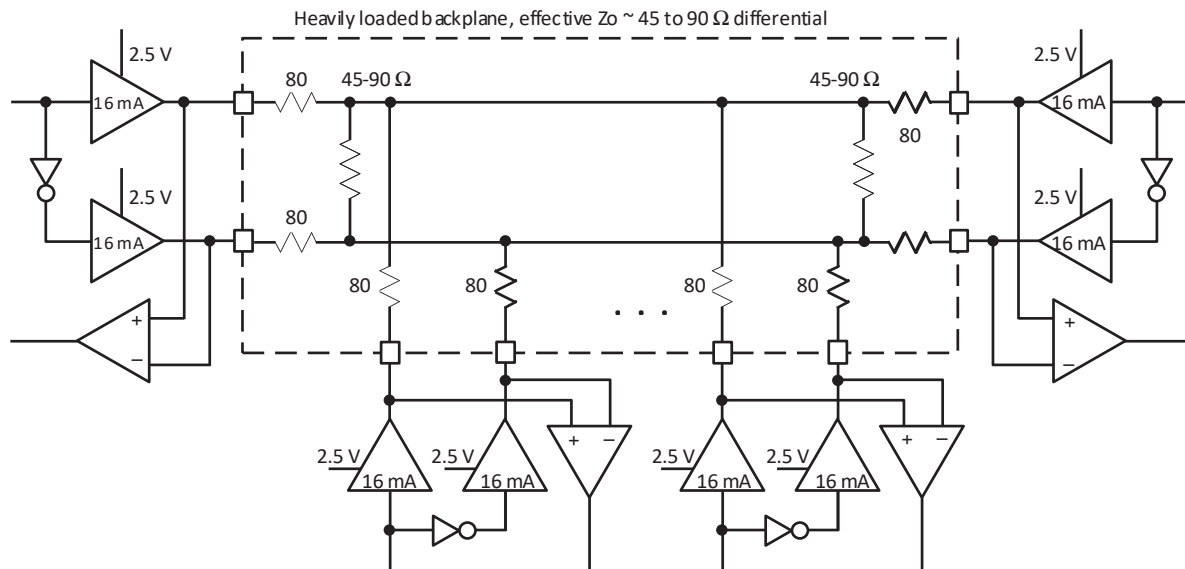 Heavily loaded backplane, effective Zo ~ 45 to 90 Ω differential
2.5 V
2.5 V
80
45-90 Ω
45-90 Ω
16 mA
16 mA
80
2.5 V
80
2.5 V
16 mA
16 mA
80
80
80
80
+
−
. . .
+
−
+ −
+ −
2.5 V
2.5 V
2.5 V
2.5 V
16 mA
16 mA
16 mA
16 mA